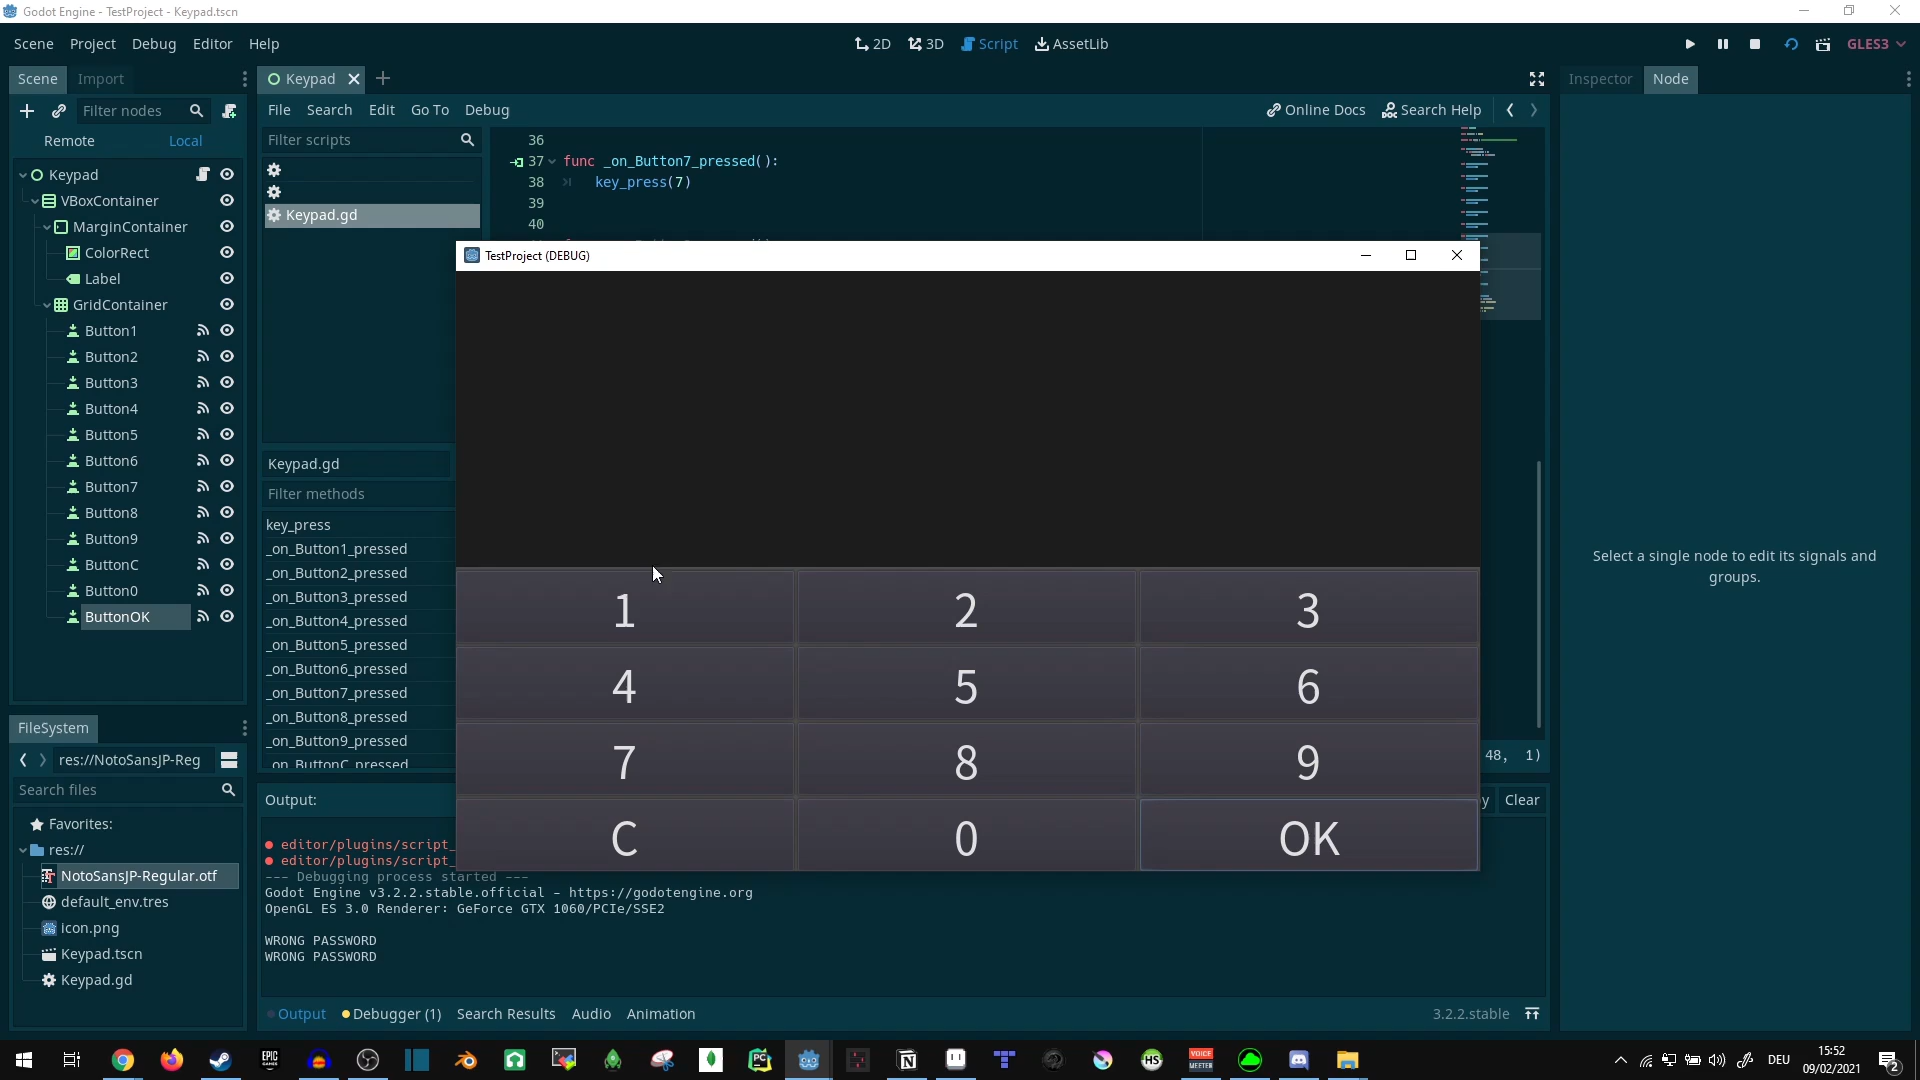 Godot Engine - TestProject - Keypad.tscn
Scene Project Debug Editor Help
2D 3D Script AssetLib
GLES3
Scene Import
Filter nodes
Remote Local
Keypad
VBoxContainer
MarginContainer
ColorRect
Label
GridContainer
Button1
Button2
Button3
Button4
Button5
Button6
Button7
Button8
Button9
ButtonC
Button0
ButtonOK
FileSystem
res://NotoSansJP-Reg
Search files
Favorites:
res://
NotoSansJP-Regular.otf
default_env.tres
icon.png
Keypad.tscn
Keypad.gd
Keypad
File Search Edit Go To Debug
Online Docs Search Help
Filter scripts
Keypad.gd
Keypad.gd
Filter methods
key_press
_on_Button1_pressed
_on_Button2_pressed
_on_Button3_pressed
_on_Button4_pressed
_on_Button5_pressed
_on_Button6_pressed
_on_Button7_pressed
_on_Button8_pressed
_on_Button9_pressed
_on_ButtonC_pressed
36
37 func _on_Button7_pressed():
38 key_press(7)
39
40
TestProject (DEBUG)
1 2 3
4 5 6
7 8 9
C 0 OK
48, 1)
Output:
Clear
editor/plugins/script_
editor/plugins/script_
--- Debugging process started ---
Godot Engine v3.2.2.stable.official - https://godotengine.org
OpenGL ES 3.0 Renderer: GeForce GTX 1060/PCIe/SSE2
WRONG PASSWORD
WRONG PASSWORD
Output Debugger (1) Search Results Audio Animation
3.2.2.stable
Inspector Node
Select a single node to edit its signals and
groups.
EPIC GAMES
PC
HS
VOICE MEETER
DEU
15:52
09/02/2021
2